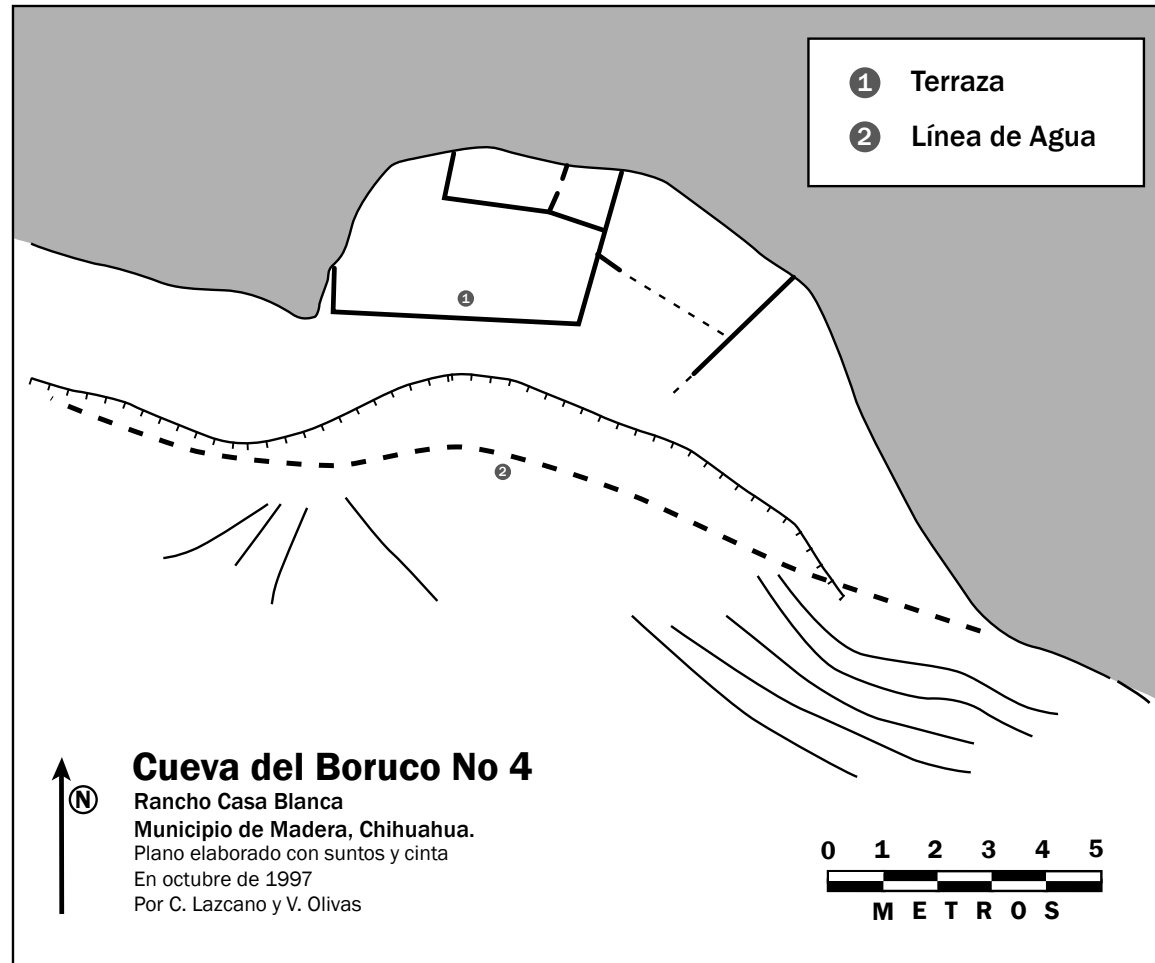 1 Terraza
2 Línea de Agua
1
2
Cueva del Boruco No 4
N
Rancho Casa Blanca
Municipio de Madera, Chihuahua.
Plano elaborado con suntos y cinta
En octubre de 1997
Por C. Lazcano y V. Olivas
0 1 2 3 4 5
METROS